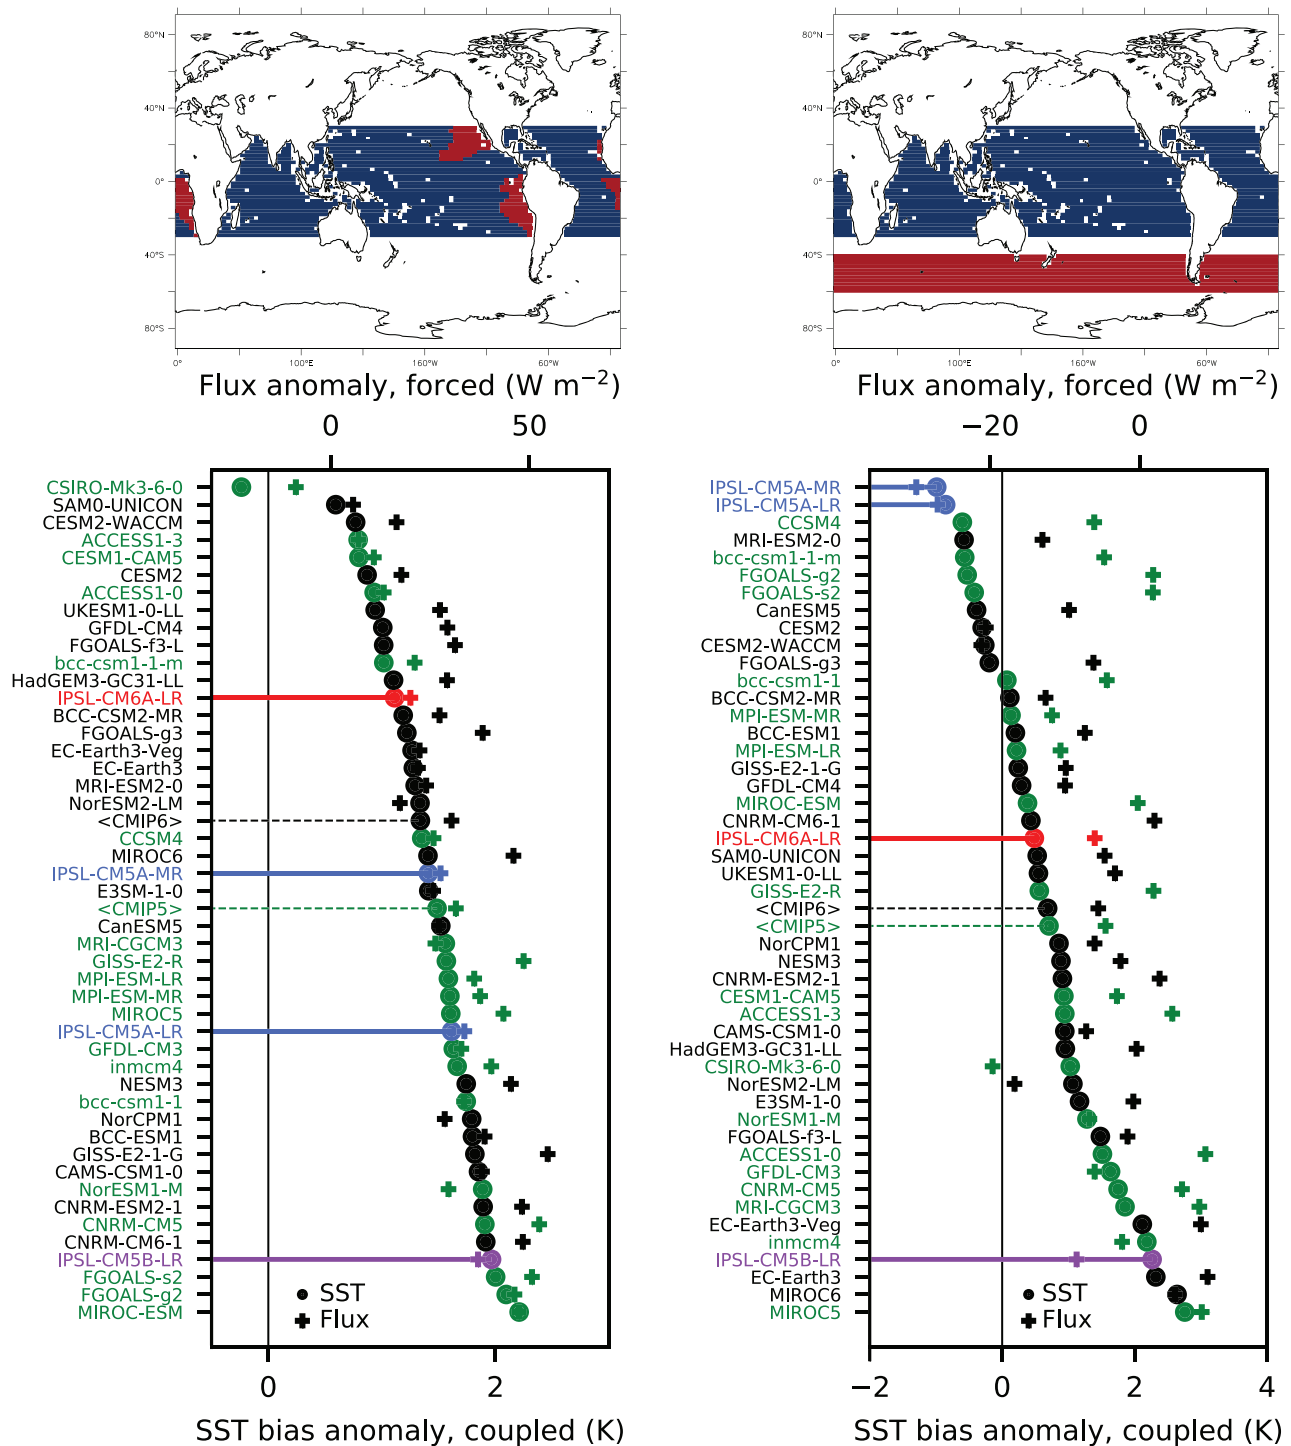 80°N
40°N
0°
40°S
80°S
0°
100°E
160°W
60°W
Flux anomaly, forced (W m−2)
0
50
CSIRO-Mk3-6-0
SAM0-UNICON
CESM2-WACCM
ACCESS1-3
CESM1-CAM5
CESM2
ACCESS1-0
UKESM1-0-LL
GFDL-CM4
FGOALS-f3-L
bcc-csm1-1-m
HadGEM3-GC31-LL
IPSL-CM6A-LR
BCC-CSM2-MR
FGOALS-g3
EC-Earth3-Veg
EC-Earth3
MRI-ESM2-0
NorESM2-LM
<CMIP6>
CCSM4
MIROC6
IPSL-CM5A-MR
E3SM-1-0
<CMIP5>
CanESM5
MRI-CGCM3
GISS-E2-R
MPI-ESM-LR
MPI-ESM-MR
MIROC5
IPSL-CM5A-LR
GFDL-CM3
inmcm4
NESM3
bcc-csm1-1
NorCPM1
BCC-ESM1
GISS-E2-1-G
CAMS-CSM1-0
NorESM1-M
CNRM-ESM2-1
CNRM-CM5
CNRM-CM6-1
IPSL-CM5B-LR
FGOALS-s2
FGOALS-g2
MIROC-ESM
SST
Flux
0
2
SST bias anomaly, coupled (K)
80°N
40°N
0°
40°S
80°S
0°
100°E
160°W
60°W
Flux anomaly, forced (W m−2)
−20
0
IPSL-CM5A-MR
IPSL-CM5A-LR
CCSM4
MRI-ESM2-0
bcc-csm1-1-m
FGOALS-g2
FGOALS-s2
CanESM5
CESM2
CESM2-WACCM
FGOALS-g3
bcc-csm1-1
BCC-CSM2-MR
MPI-ESM-MR
BCC-ESM1
MPI-ESM-LR
GISS-E2-1-G
GFDL-CM4
MIROC-ESM
CNRM-CM6-1
IPSL-CM6A-LR
SAM0-UNICON
UKESM1-0-LL
GISS-E2-R
<CMIP6>
<CMIP5>
NorCPM1
NESM3
CNRM-ESM2-1
CESM1-CAM5
ACCESS1-3
CAMS-CSM1-0
HadGEM3-GC31-LL
CSIRO-Mk3-6-0
NorESM2-LM
E3SM-1-0
NorESM1-M
FGOALS-f3-L
ACCESS1-0
GFDL-CM3
CNRM-CM5
MRI-CGCM3
EC-Earth3-Veg
inmcm4
IPSL-CM5B-LR
EC-Earth3
MIROC6
MIROC5
SST
Flux
−2
0
2
4
SST bias anomaly, coupled (K)